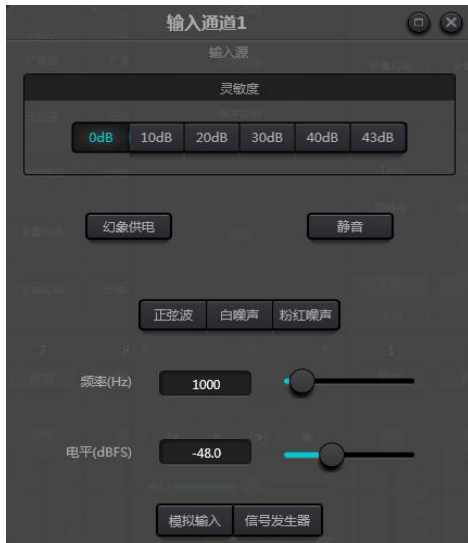 输入通道1
输入源
灵敏度
0dB 10dB 20dB 30dB 40dB 43dB
幻象供电 静音
正弦波 白噪声 粉红噪声
频率(Hz) 1000
电平(dBFS) -48.0
模拟输入 信号发生器